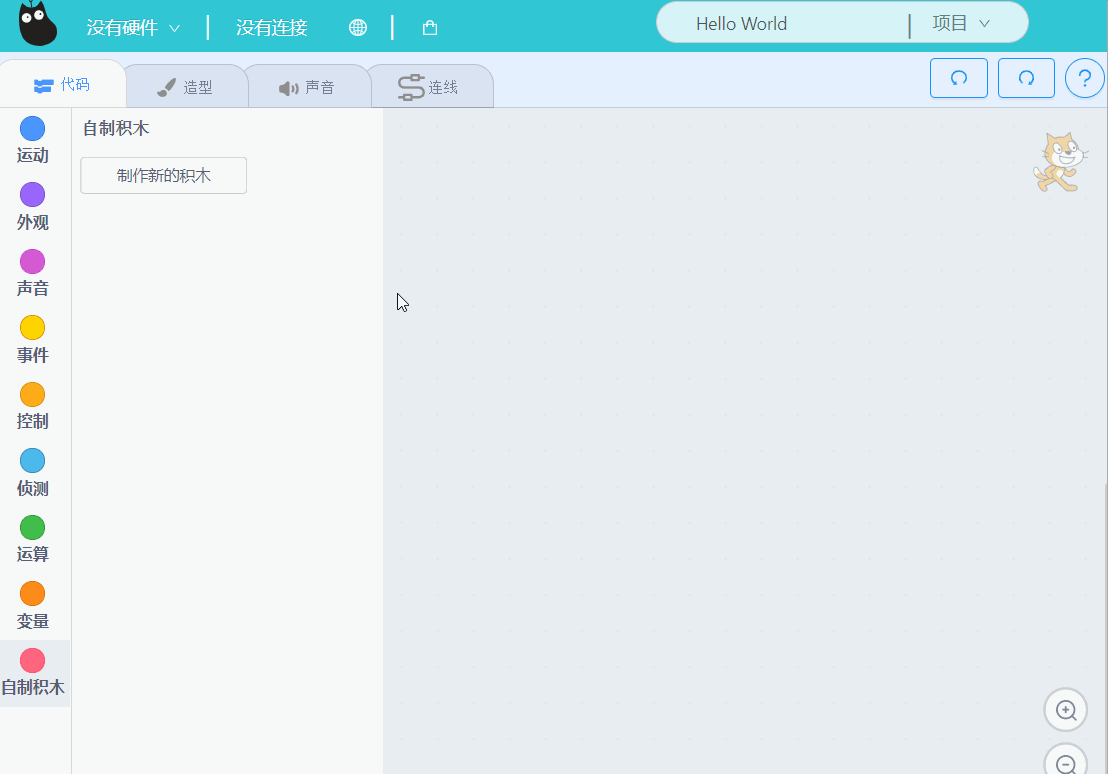 没有硬件 | 没有连接 | Hello World | 项目
代码 造型 声音 连线 ?
自制积木
制作新的积木
运动
外观
声音
事件
控制
侦测
运算
变量
自制积木